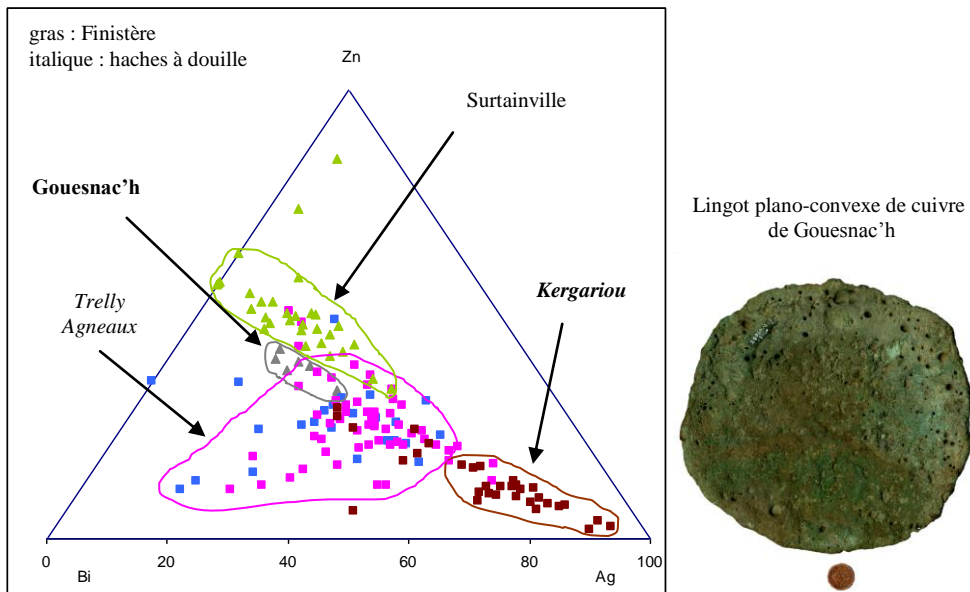 gras : Finistère
italique : haches à douille
Zn
Surtainville
Gouesnac’h
Trelly
Agneaux
Kergariou
0
20
40
60
80
100
Bi
Ag
Lingot plano-convexe de cuivre
de Gouesnac’h